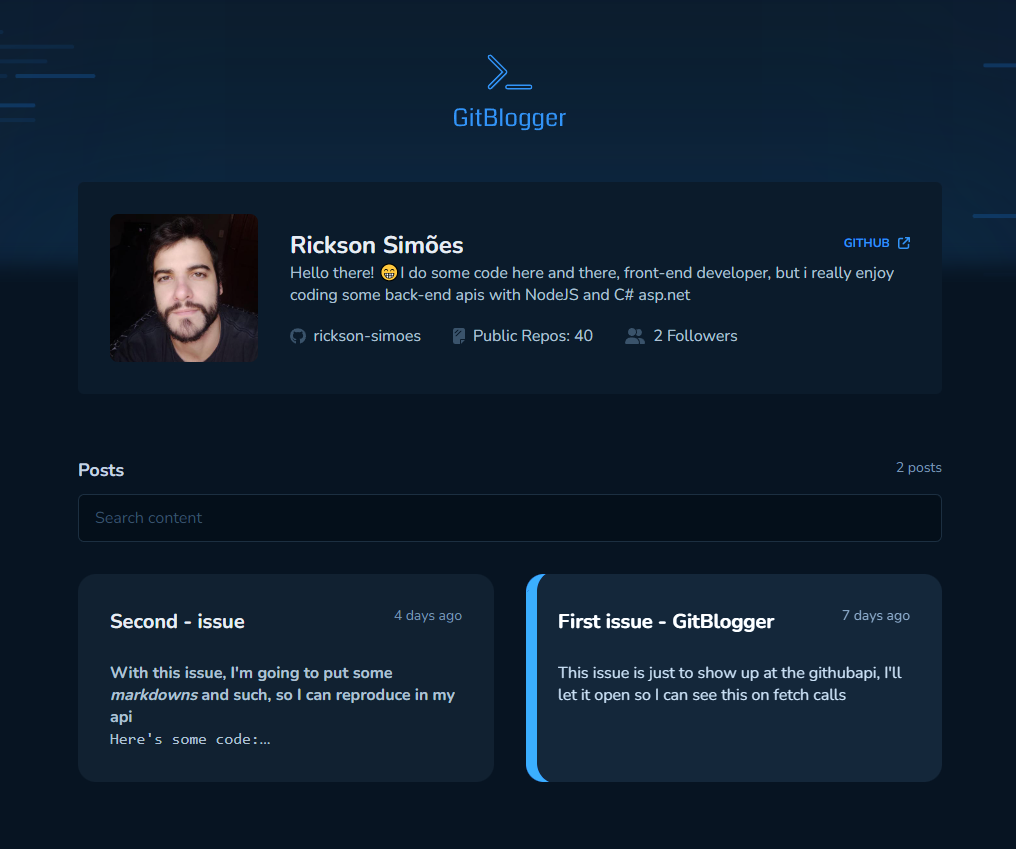 GitBlogger
Rickson Simões
GITHUB
Hello there! 😁I do some code here and there, front-end developer, but i really enjoy
coding some back-end apis with NodeJS and C# asp.net
rickson-simoes
Public Repos: 40
2 Followers
Posts
2 posts
Search content
Second - issue
4 days ago
With this issue, I'm going to put some
markdowns and such, so I can reproduce in my
api
Here's some code:…
First issue - GitBlogger
7 days ago
This issue is just to show up at the githubapi, I'll
let it open so I can see this on fetch calls